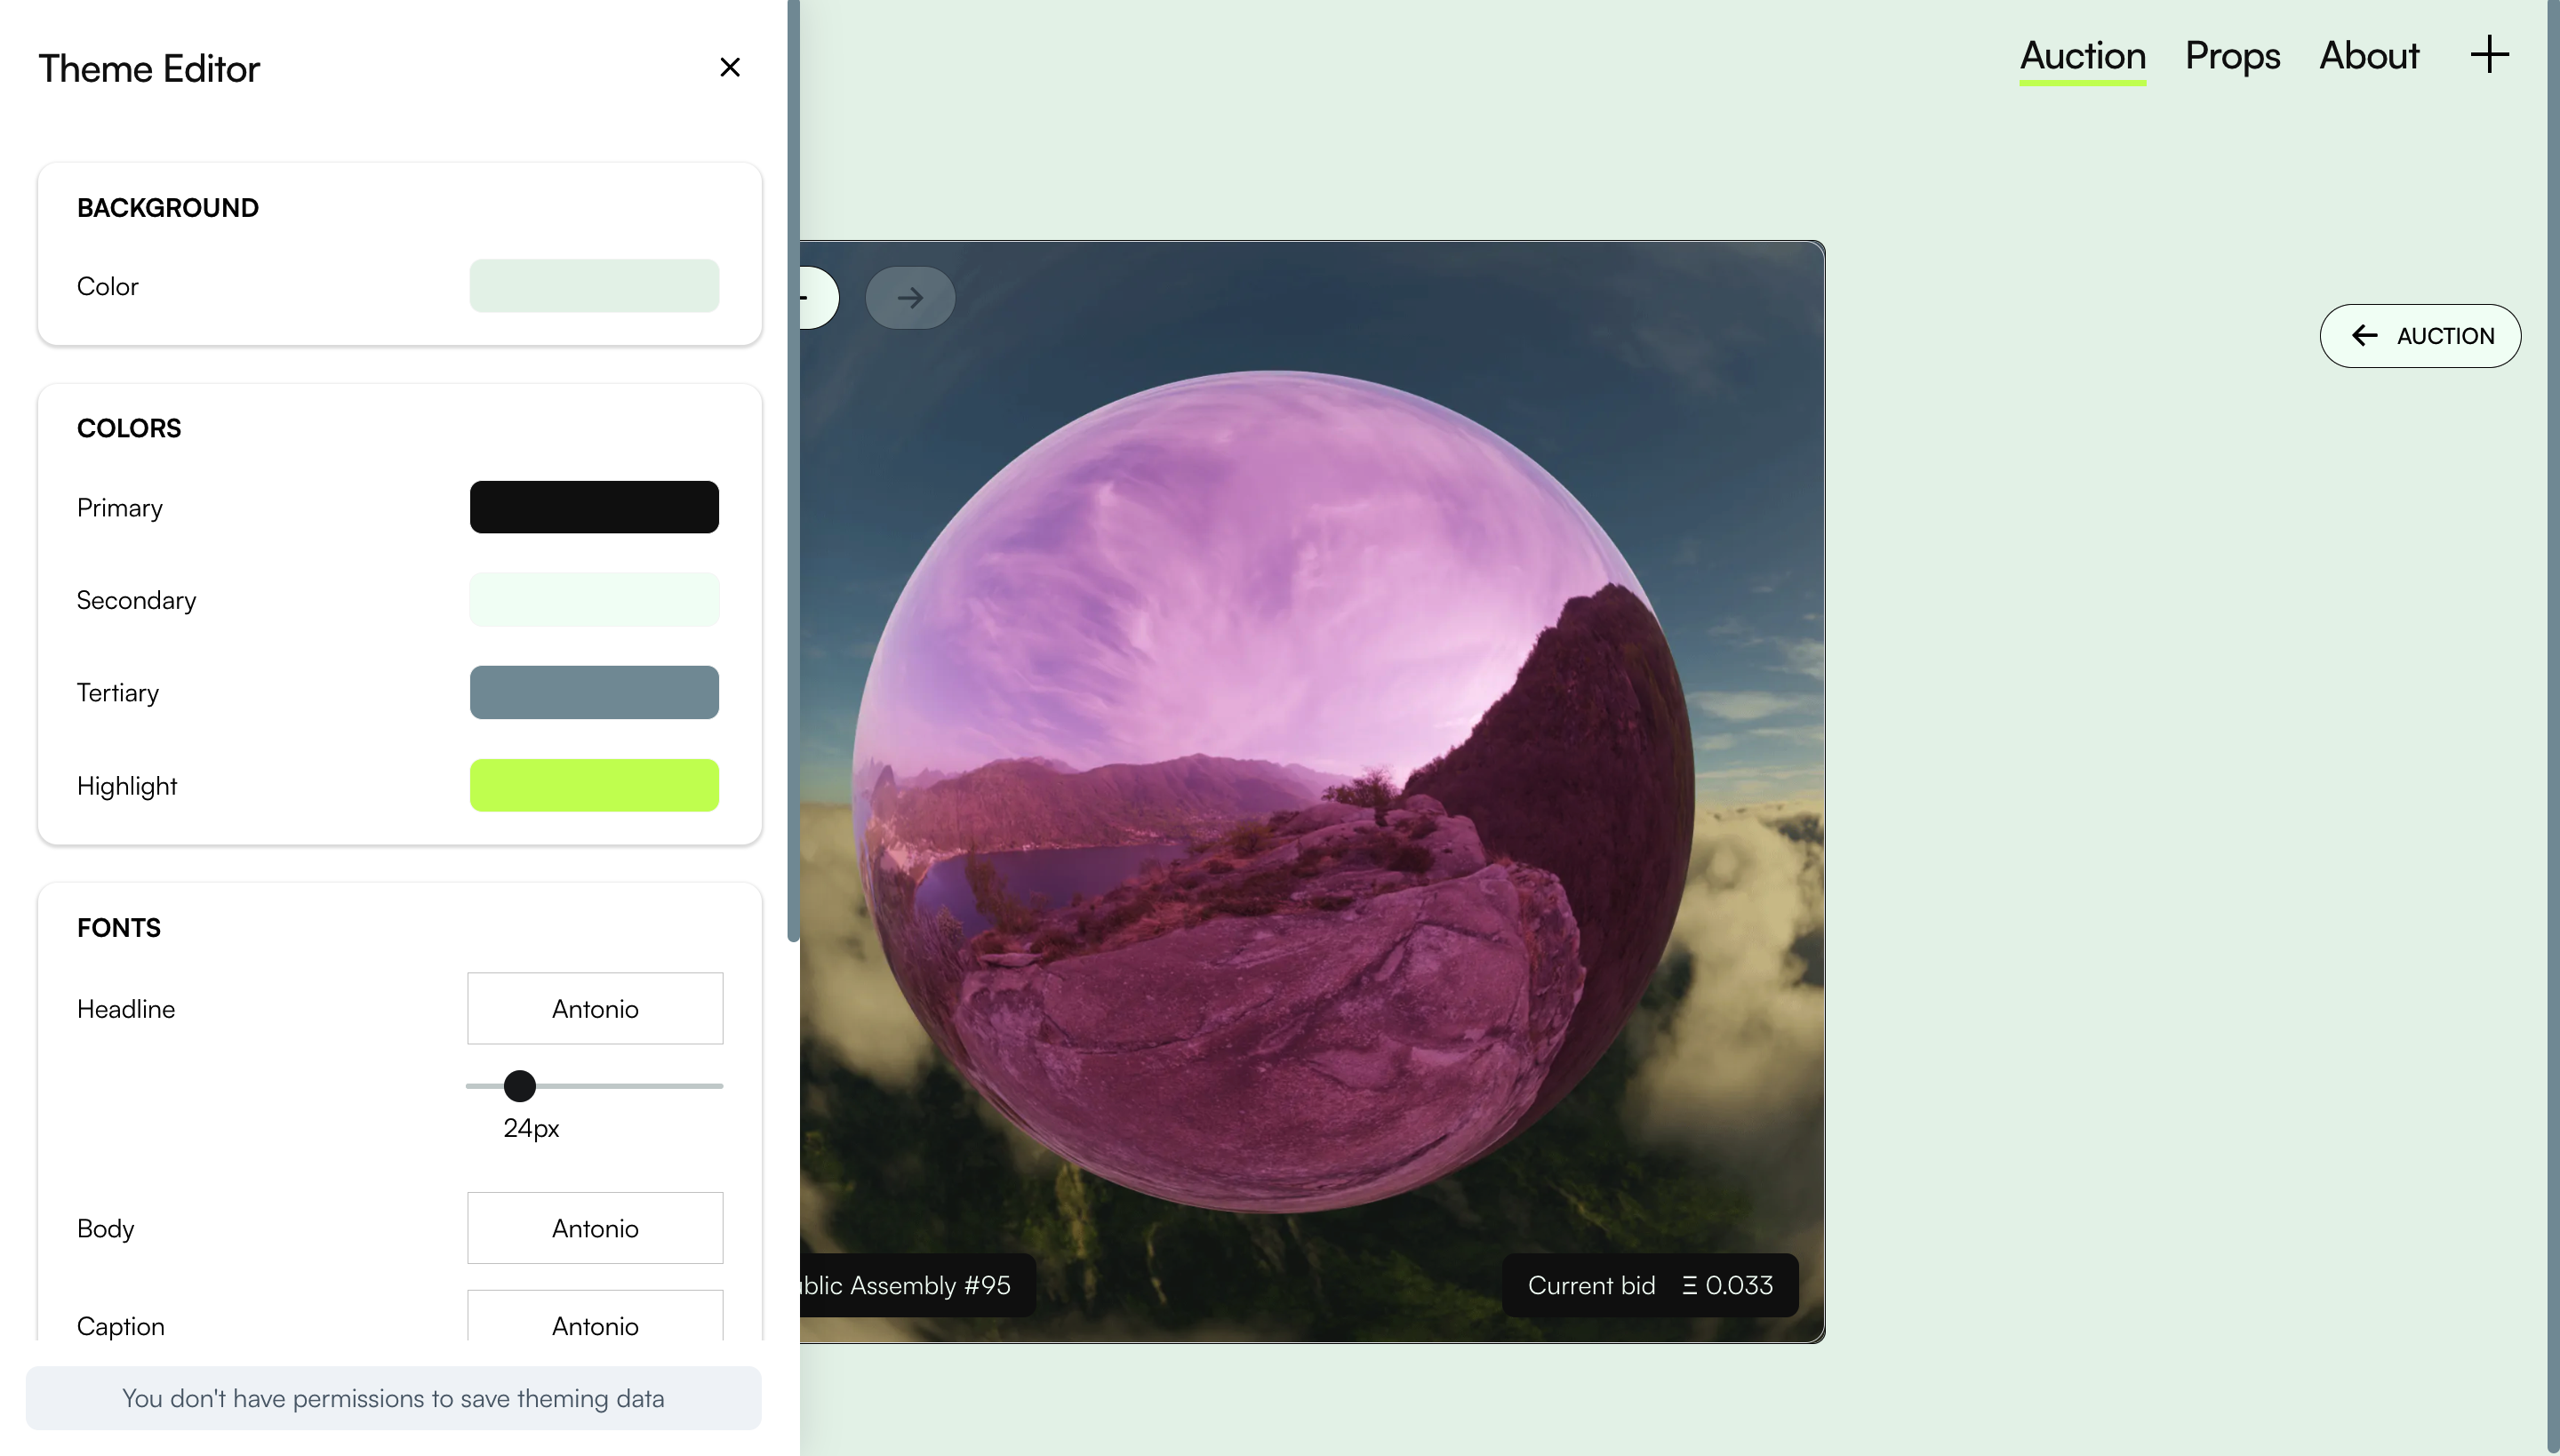 Theme Editor
Auction Props About
BACKGROUND
Color
AUCTION
COLORS
Primary
Secondary
Tertiary
Highlight
FONTS
Headline Antonio
24px
Body Antonio
Caption Antonio
Assembly #95
Current bid Ξ 0.033
You don't have permissions to save theming data